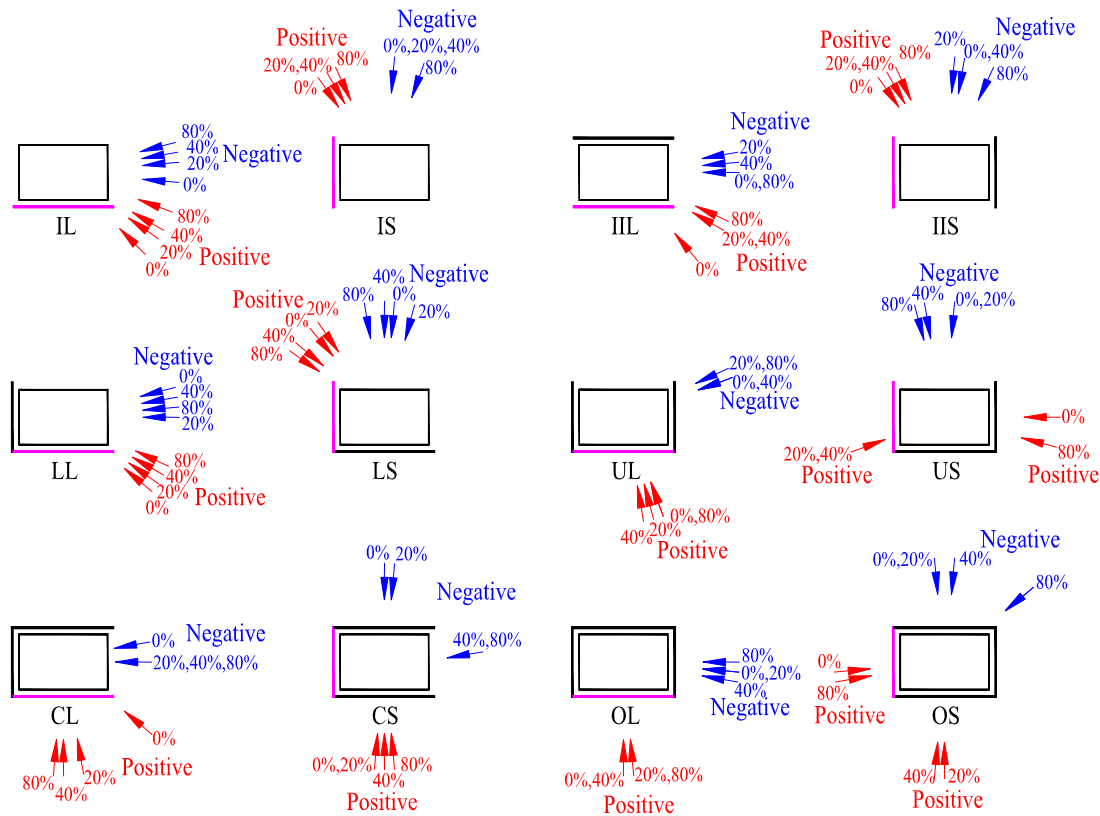 Positive
20%,40%
80%
0%
Negative
0%,20%,40%
80%
Positive
20%,40%
80%
0%
20%
Negative
0%,40%
80%
80%
40%
20%
Negative
0%
80%
40%
20%
Positive
0%
IL
IS
Negative
20%
40%
0%,80%
80%
20%,40%
Positive
0%
IIL
IIS
Negative
0%
40%
80%
20%
80%
40%
20%
Positive
0%
LL
Positive
20%
0%
40%
80%
40%
Negative
0%
80%
20%
LS
20%,80%
0%,40%
Negative
UL
0%,80%
20%
40%
Positive
Negative
40%
80%
0%,20%
0%
80%
Positive
20%,40%
Positive
US
0%
Negative
20%,40%,80%
CL
0%
Positive
20%
80%
40%
0%
20%
Negative
40%,80%
CS
0%,20%
80%
40%
Positive
80%
0%,20%
40%
Negative
OL
0%,40%
20%,80%
Positive
Negative
0%,20%
40%
80%
0%
80%
Positive
OS
40%
20%
Positive